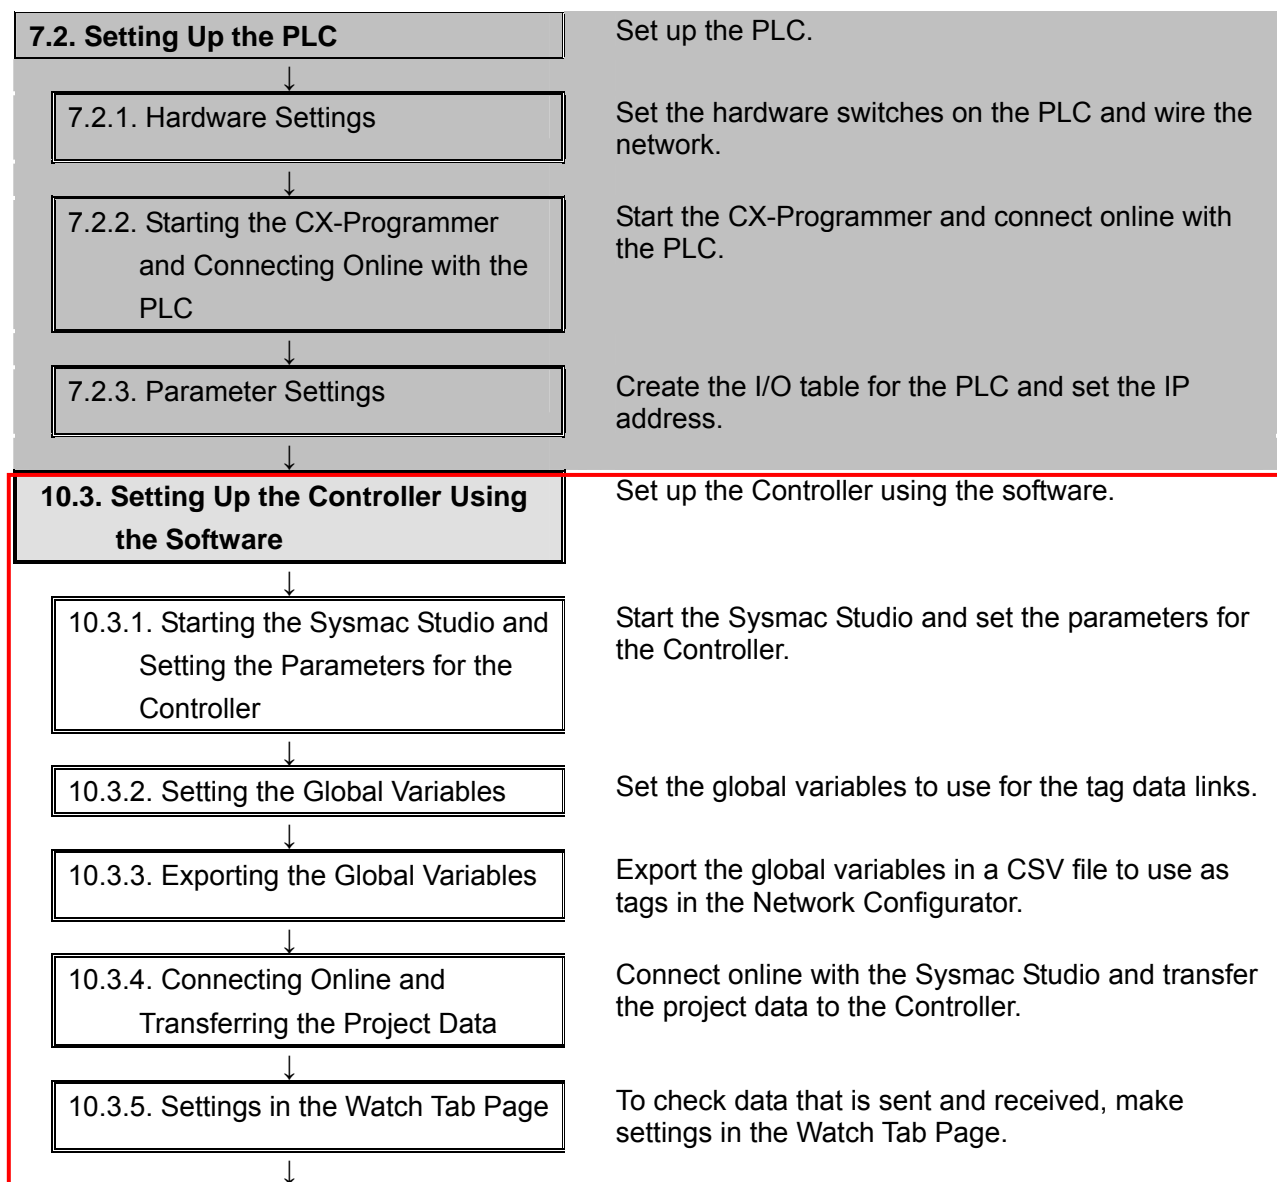 7.2. Setting Up the PLC
Set up the PLC.
↓
7.2.1. Hardware Settings
Set the hardware switches on the PLC and wire the
network.
↓
7.2.2. Starting the CX-Programmer
and Connecting Online with the
PLC
Start the CX-Programmer and connect online with
the PLC.
↓
7.2.3. Parameter Settings
Create the I/O table for the PLC and set the IP
address.
↓
10.3. Setting Up the Controller Using
the Software
Set up the Controller using the software.
↓
10.3.1. Starting the Sysmac Studio and
Setting the Parameters for the
Controller
Start the Sysmac Studio and set the parameters for
the Controller.
↓
10.3.2. Setting the Global Variables
Set the global variables to use for the tag data links.
↓
10.3.3. Exporting the Global Variables
Export the global variables in a CSV file to use as
tags in the Network Configurator.
↓
10.3.4. Connecting Online and
Transferring the Project Data
Connect online with the Sysmac Studio and transfer
the project data to the Controller.
↓
10.3.5. Settings in the Watch Tab Page
To check data that is sent and received, make
settings in the Watch Tab Page.
↓